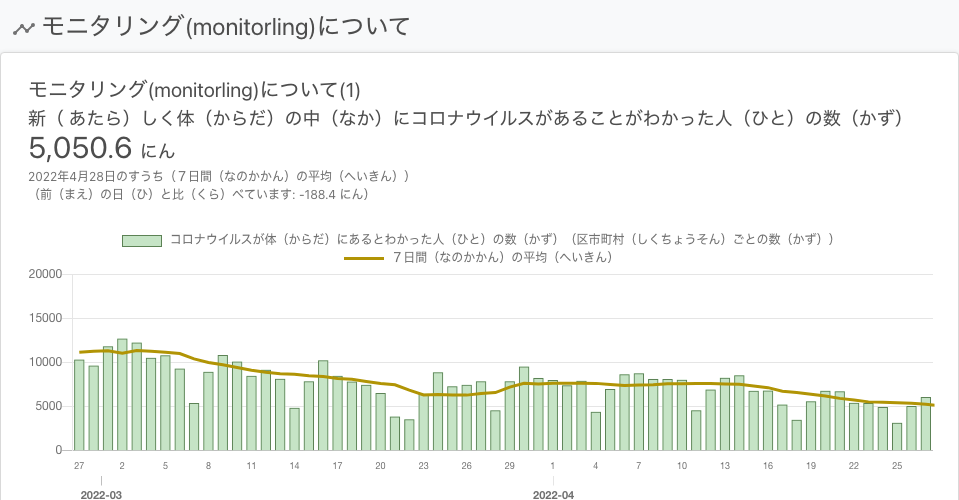 モニタリング(monitorling)について
モニタリング(monitorling)について(1)
新（ あたら）しく体（からだ）の中（なか）にコロナウイルスがあることがわかった人（ひと）の数（かず）
5,050.6 にん
2022年4月28日のすうち（７日間（なのかかん）の平均（へいきん））
（前（まえ）の日（ひ）と比（くら）べています: -188.4 にん）
コロナウイルスが体（からだ）にあるとわかった人（ひと）の数（かず）（区市町村（しくちょうそん）ごとの数（かず））
７日間（なのかかん）の平均（へいきん）
20000
15000
10000
5000
0
27 2 5 8 11 14 17 20 23 26 29 1 4 7 10 13 16 19 22 25
2022-03 2022-04